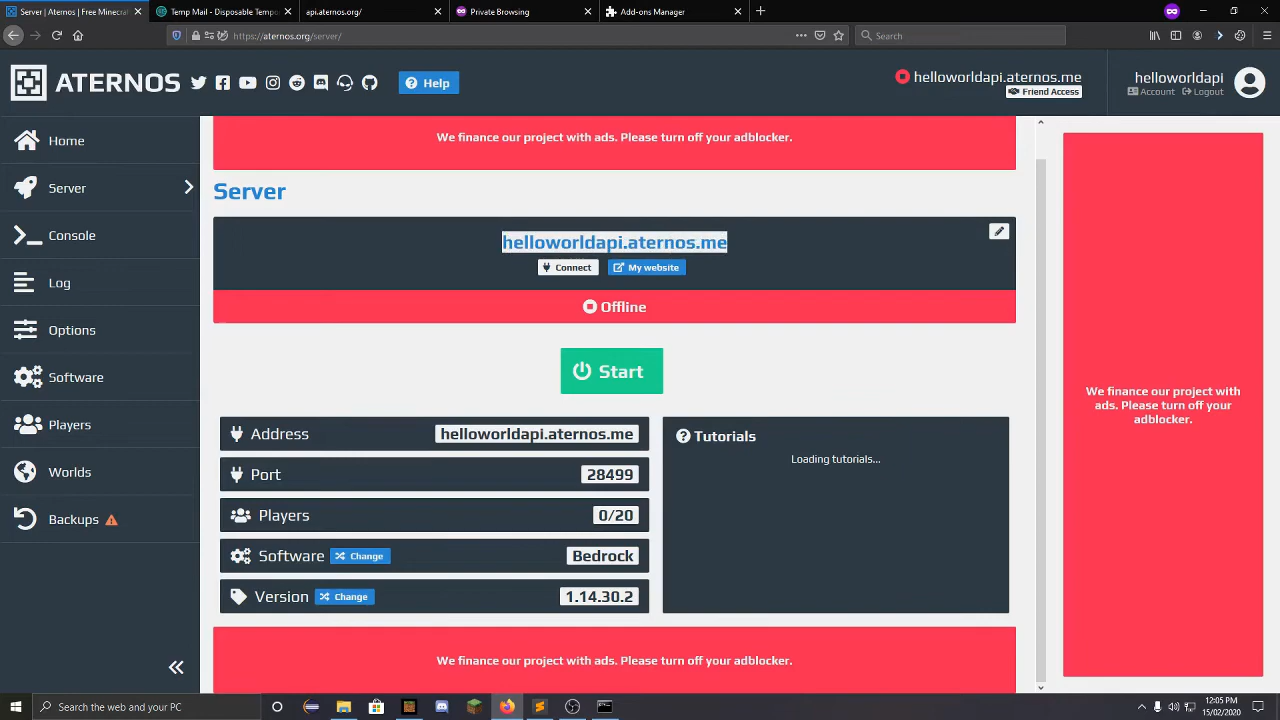 Server | Aternos | Free Minecraf
Temp Mail - Disposable Tempor
api.aternos.org/
Private Browsing
Add-ons Manager
https://aternos.org/server/
Search
ATERNOS
Help
helloworldapi.aternos.me
Friend Access
helloworldapi
Account
Logout
Home
Server
Console
Log
Options
Software
Players
Worlds
Backups
We finance our project with ads. Please turn off your adblocker.
Server
helloworldapi.aternos.me
Connect
My website
Offline
Start
Address
helloworldapi.aternos.me
Port
28499
Players
0/20
Software
Change
Bedrock
Version
Change
1.14.30.2
Tutorials
Loading tutorials...
We finance our project with ads. Please turn off your adblocker.
We finance our project with
ads. Please turn off your
adblocker.
Search the web and PC
12:05 PM
15/02/2020